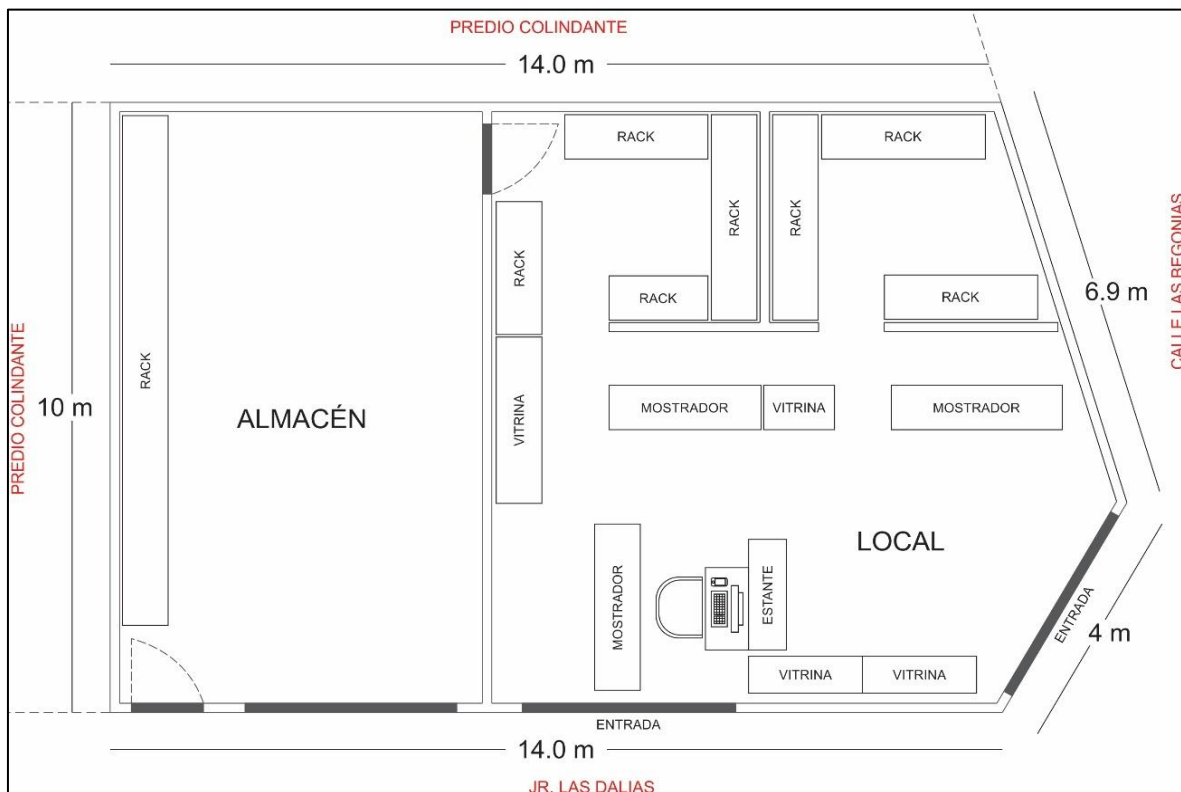 PREDIO COLINDANTE
14.0 m
RACK
RACK
RACK
RACK
RACK
RACK
RACK
RACK
PREDIO COLINDANTE
10 m
6.9 m
CALLE LAS BEGONIAS
ALMACÉN
VITRINA
MOSTRADOR
VITRINA
MOSTRADOR
LOCAL
MOSTRADOR
ESTANTE
ENTRADA
4 m
VITRINA
VITRINA
ENTRADA
14.0 m
JR. LAS DALIAS